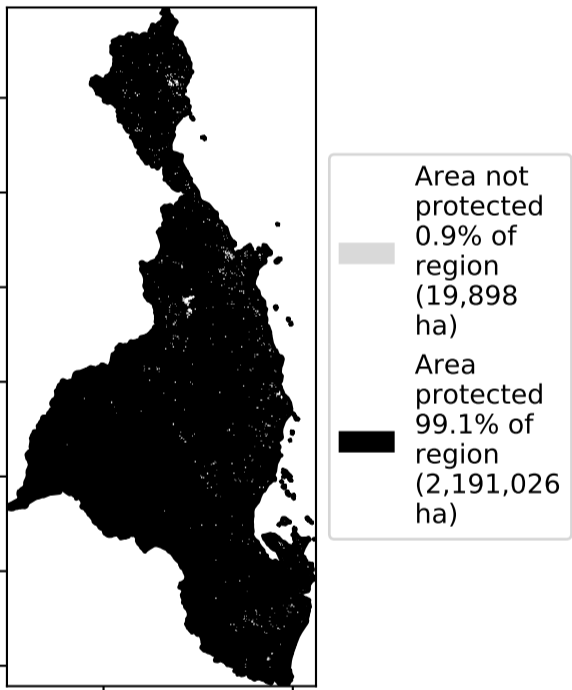 Area not
protected
0.9% of
region
(19,898
ha)
Area
protected
99.1% of
region
(2,191,026
ha)